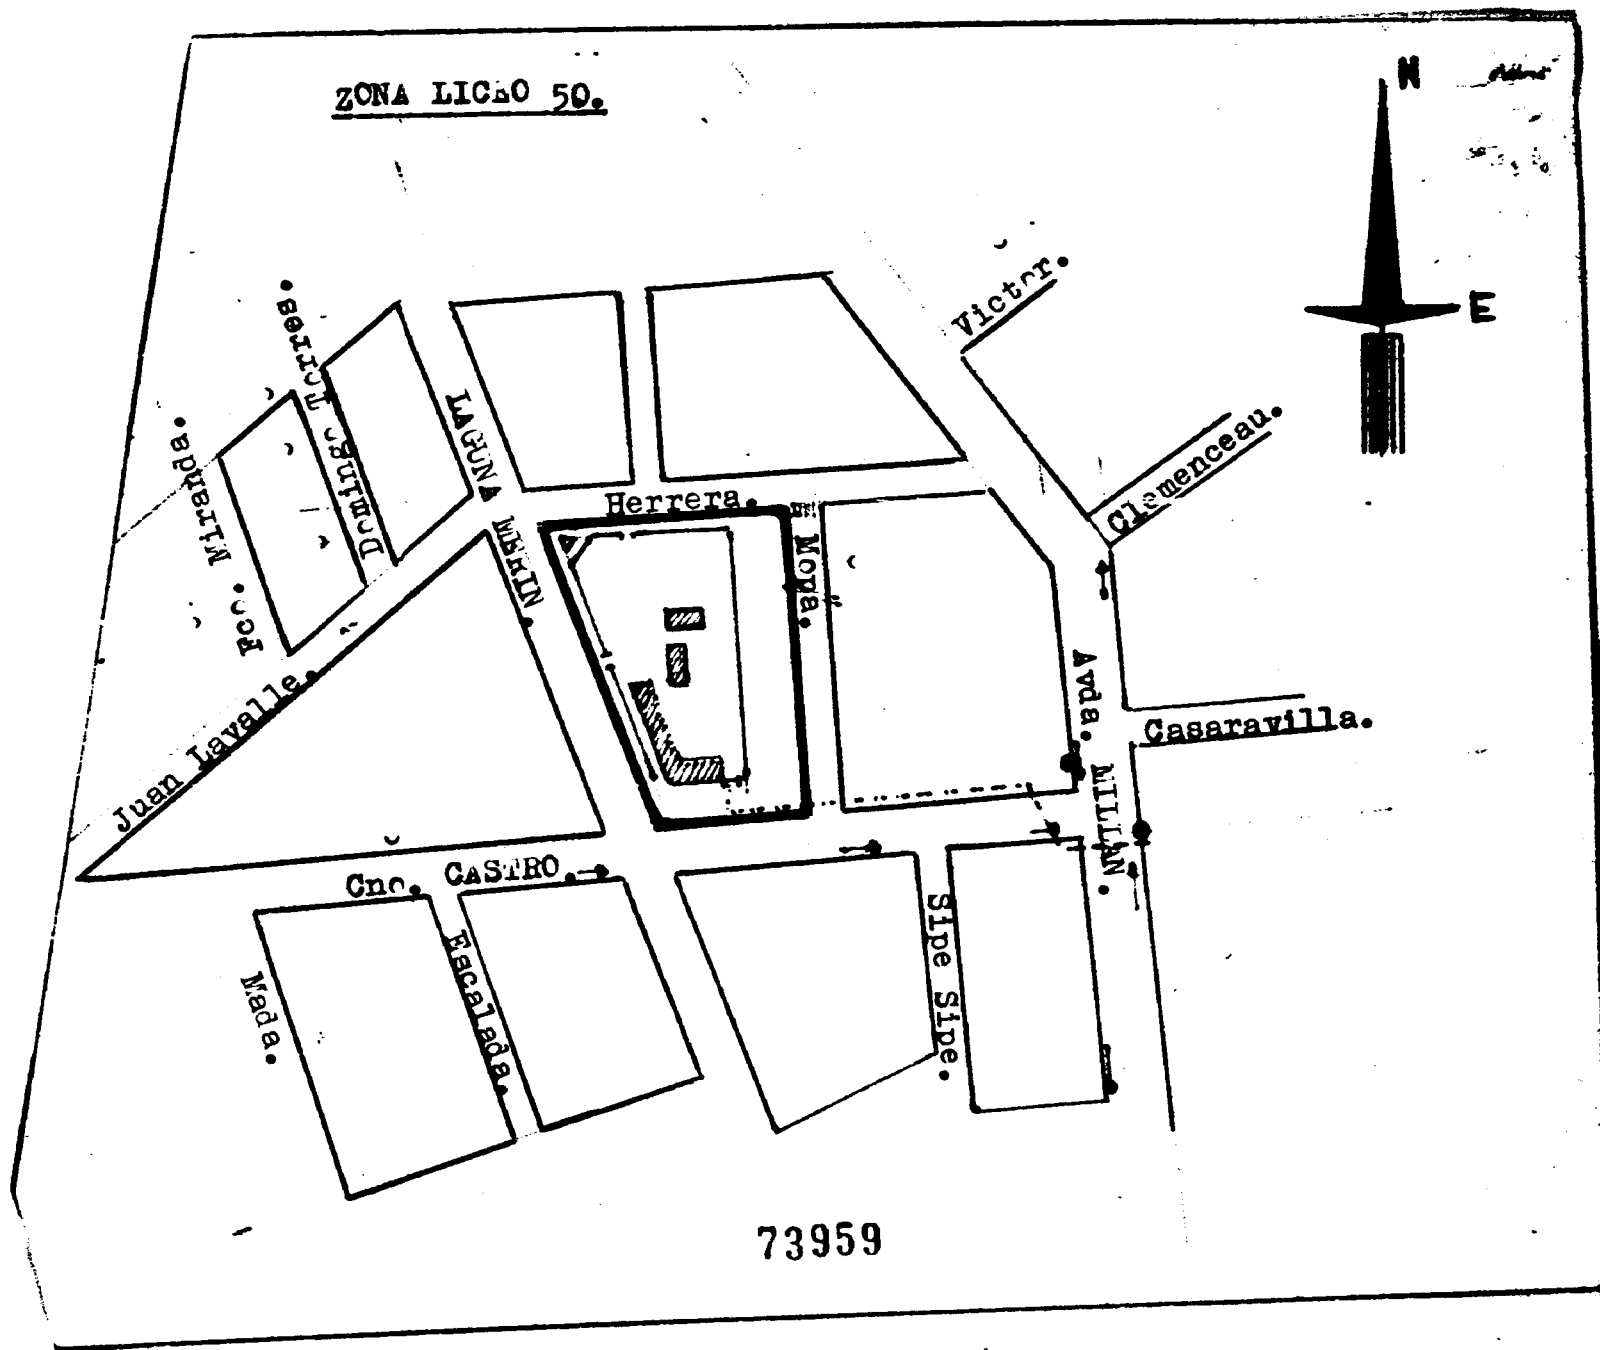 ZONA LICEO 50.
N
E
Victor.
Clemenceau.
Domingo Torres.
Fco. Miranda.
LAGUNA MERIN.
Herrera.
Mora.
Juan Lavalle.
Avda. MILLAN.
Casaravilla.
Cno. CASTRO.
Mada.
Escalada.
Sipe Sipe.
73959